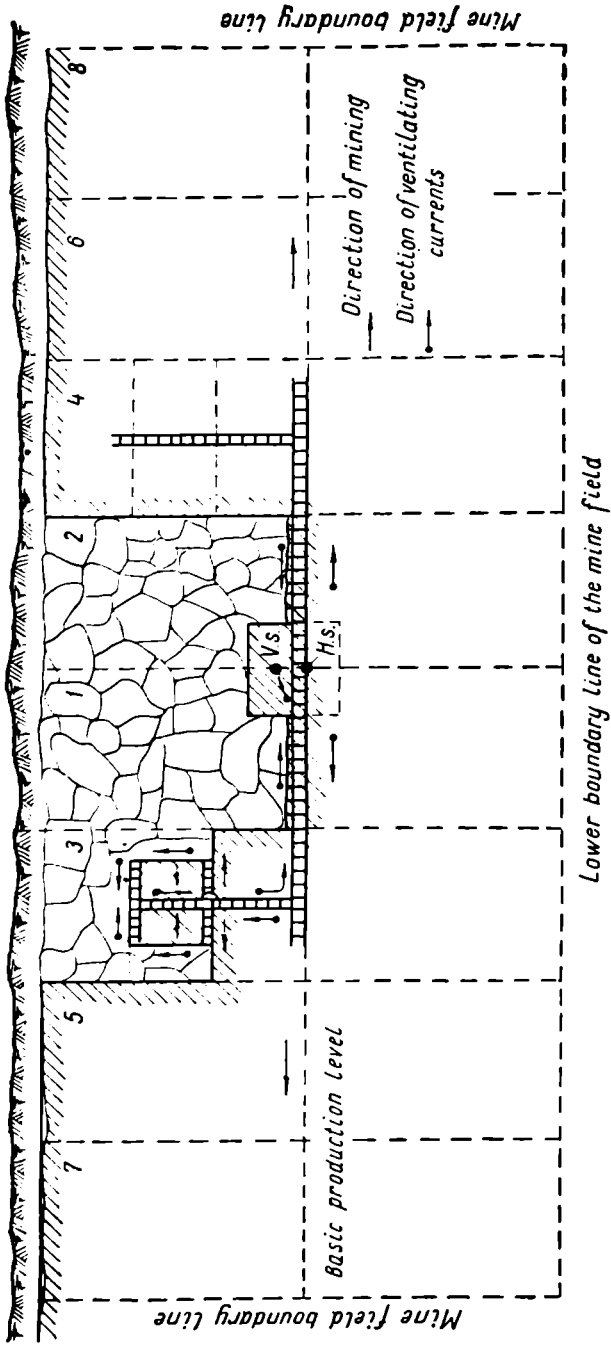 Mine field boundary line
7
5
3
1
2
4
6
8
V.s.
H.s.
Basic production level
Direction of mining
Direction of ventilating
currents
Mine field boundary line
Lower boundary line of the mine field